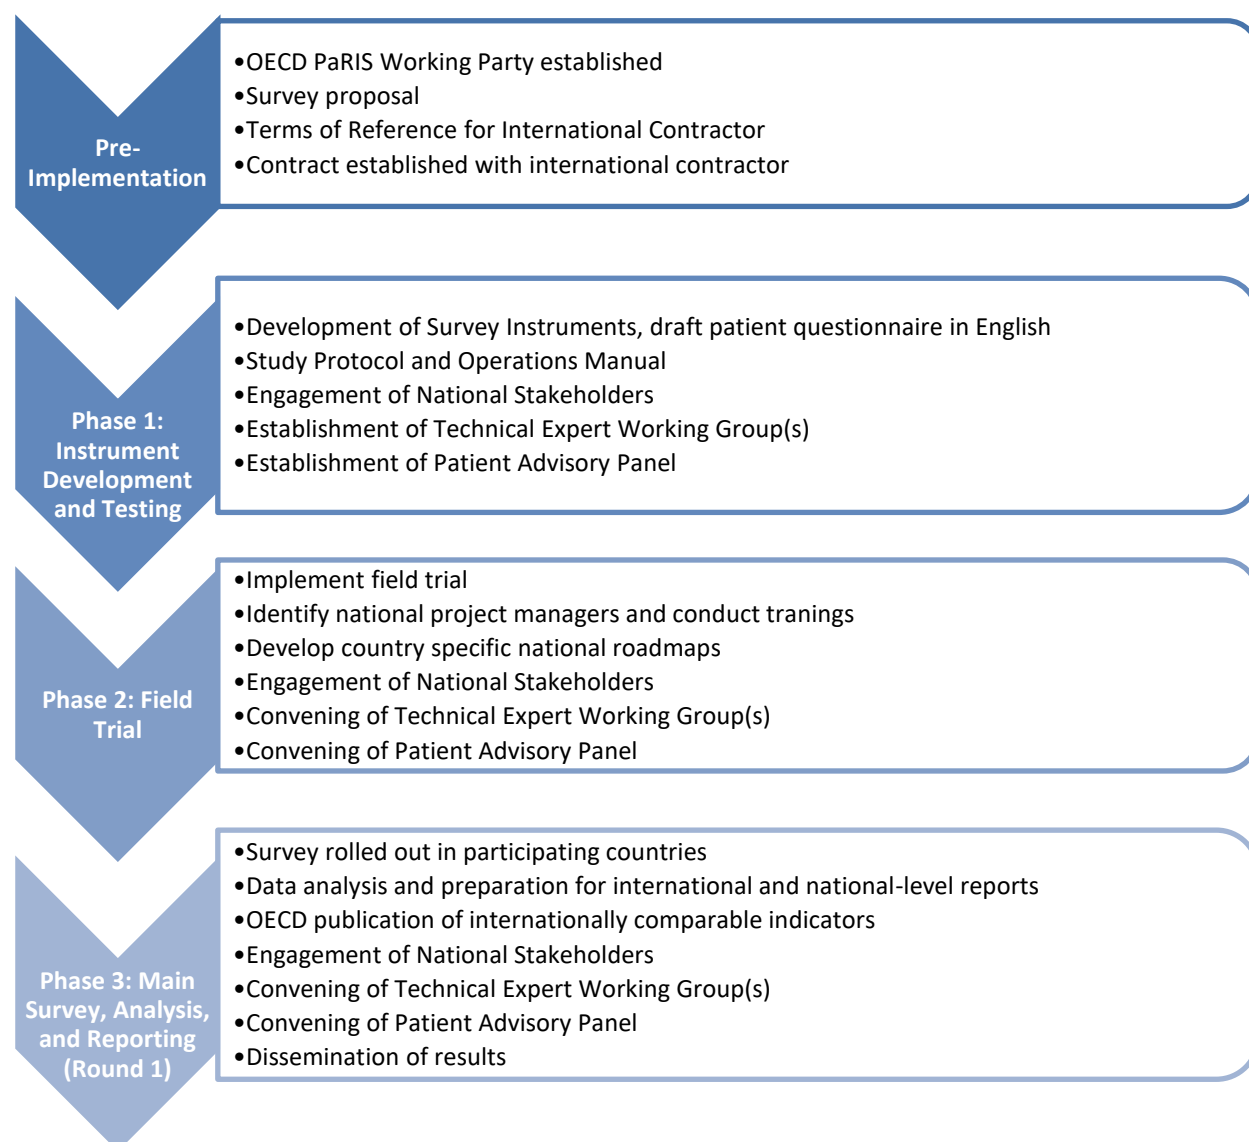 Pre-
Implementation
•OECD PaRIS Working Party established
•Survey proposal
•Terms of Reference for International Contractor
•Contract established with international contractor
Phase 1:
Instrument
Development
and Testing
•Development of Survey Instruments, draft patient questionnaire in English
•Study Protocol and Operations Manual
•Engagement of National Stakeholders
•Establishment of Technical Expert Working Group(s)
•Establishment of Patient Advisory Panel
Phase 2: Field
Trial
•Implement field trial
•Identify national project managers and conduct tranings
•Develop country specific national roadmaps
•Engagement of National Stakeholders
•Convening of Technical Expert Working Group(s)
•Convening of Patient Advisory Panel
Phase 3: Main
Survey, Analysis,
and Reporting
(Round 1)
•Survey rolled out in participating countries
•Data analysis and preparation for international and national-level reports
•OECD publication of internationally comparable indicators
•Engagement of National Stakeholders
•Convening of Technical Expert Working Group(s)
•Convening of Patient Advisory Panel
•Dissemination of results